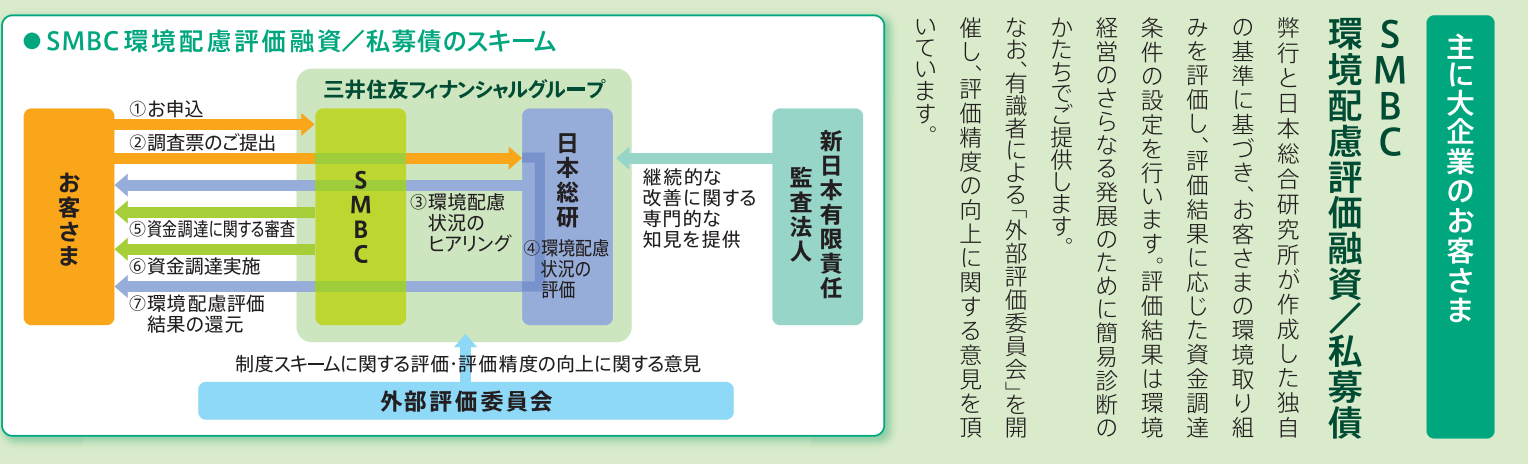 主に大企業のお客さま
SMBC
環境配慮評価融資／私募債
弊行と日本総合研究所が作成した独自
の基準に基づき、お客さまの環境取り組
みを評価し、評価結果に応じた資金調達
条件の設定を行います。評価結果は環境
経営のさらなる発展のために簡易診断の
かたちでご提供します。
なお、有識者による「外部評価委員会」を開
催し、評価精度の向上に関する意見を頂
いています。
●SMBC環境配慮評価融資／私募債のスキーム
三井住友フィナンシャルグループ
お客さま
①お申込
②調査票のご提出
SMBC
③環境配慮
状況の
ヒアリング
日本総研
④環境配慮
状況の
評価
⑤資金調達に関する審査
⑥資金調達実施
⑦環境配慮評価
結果の還元
継続的な
改善に関する
専門的な
知見を提供
新日本有限責任
監査法人
制度スキームに関する評価・評価精度の向上に関する意見
外部評価委員会